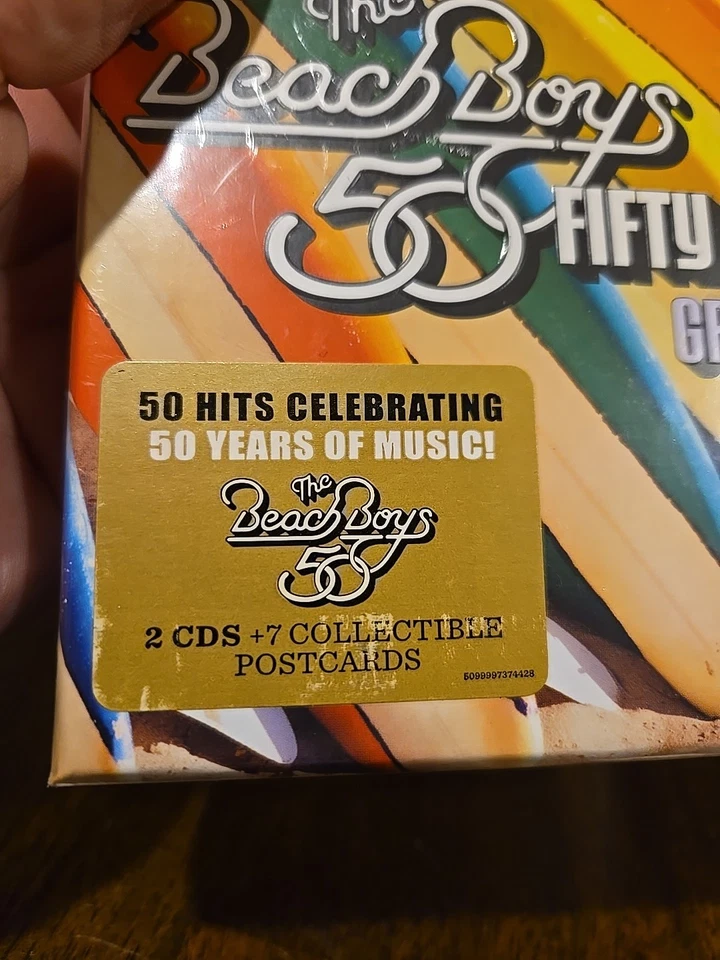 The
Beach Boys
50
FIFTY
50 HITS CELEBRATING
50 YEARS OF MUSIC!
The
Beach Boys
50
2 CDS +7 COLLECTIBLE
POSTCARDS
5099997374428